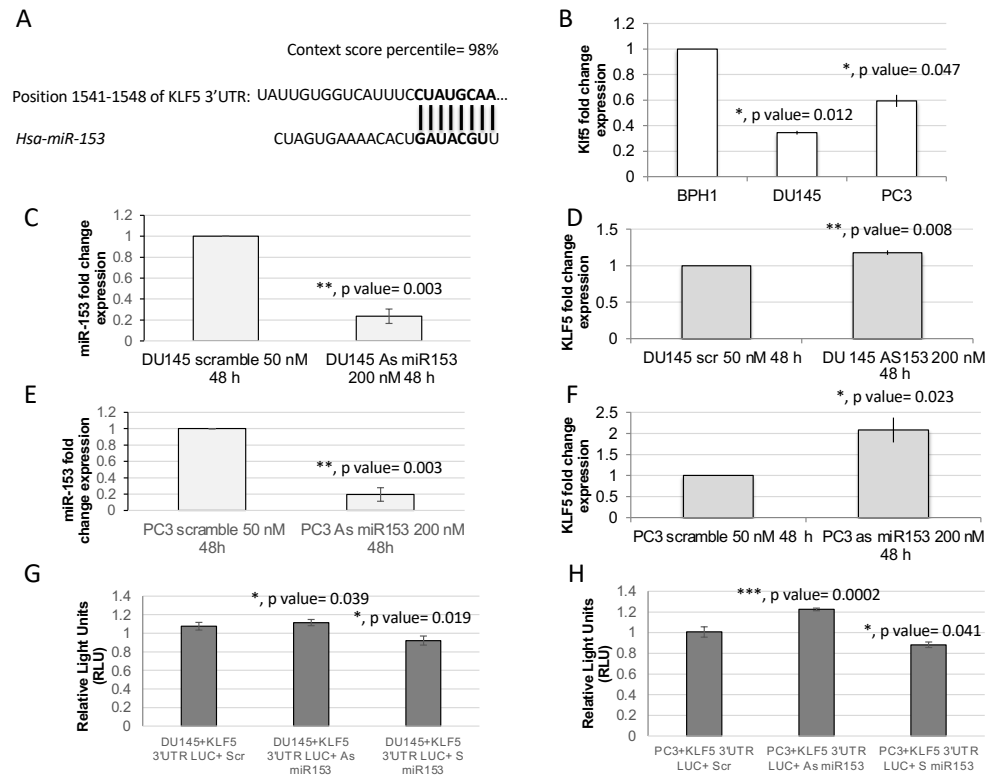 A
Context score percentile= 98%
Position 1541-1548 of KLF5 3'UTR: UAUUGUGGUCAUUUCCUAUGCAA...
Hsa-miR-153 CUAGUGAAAACACUGAUACGUU
B
Klf5 fold change
expression
1.2
1
0.8
0.6
0.4
0.2
0
*, p value= 0.012
*, p value= 0.047
BPH1 DU145 PC3
C
miR-153 fold change
expression
1.2
1
0.8
0.6
0.4
0.2
0
**, p value= 0.003
DU145 scramble 50 nM
48 h
DU145 As miR153
200 nM 48 h
D
KLF5 fold change
expression
1.5
1
0.5
0
**, p value= 0.008
DU145 scr 50 nM 48 h
DU 145 AS153 200 nM
48 h
E
miR-153 fold
change expression
1.2
1
0.8
0.6
0.4
0.2
0
**, p value= 0.003
PC3 scramble 50 nM
48h
PC3 As miR153 200 nM
48h
F
KLF5 fold change
expression
2.5
2
1.5
1
0.5
0
*, p value= 0.023
PC3 scramble 50 nM 48 h
PC3 as miR153 200 nM
48 h
G
Relative Light Units
(RLU)
1.4
1.2
1
0.8
0.6
0.4
0.2
0
*, p value= 0.039
*, p value= 0.019
DU145+KLF5
3'UTR LUC+ Scr
DU145+KLF5
3'UTR LUC+ As
miR153
DU145+KLF5
3'UTR LUC+ S
miR153
H
Relative Light Units
(RLU)
1.4
1.2
1
0.8
0.6
0.4
0.2
0
***, p value= 0.0002
*, p value= 0.041
PC3+KLF5 3'UTR
LUC+ Scr
PC3+KLF5 3'UTR
LUC+ As miR153
PC3+KLF5 3'UTR
LUC+ S miR153